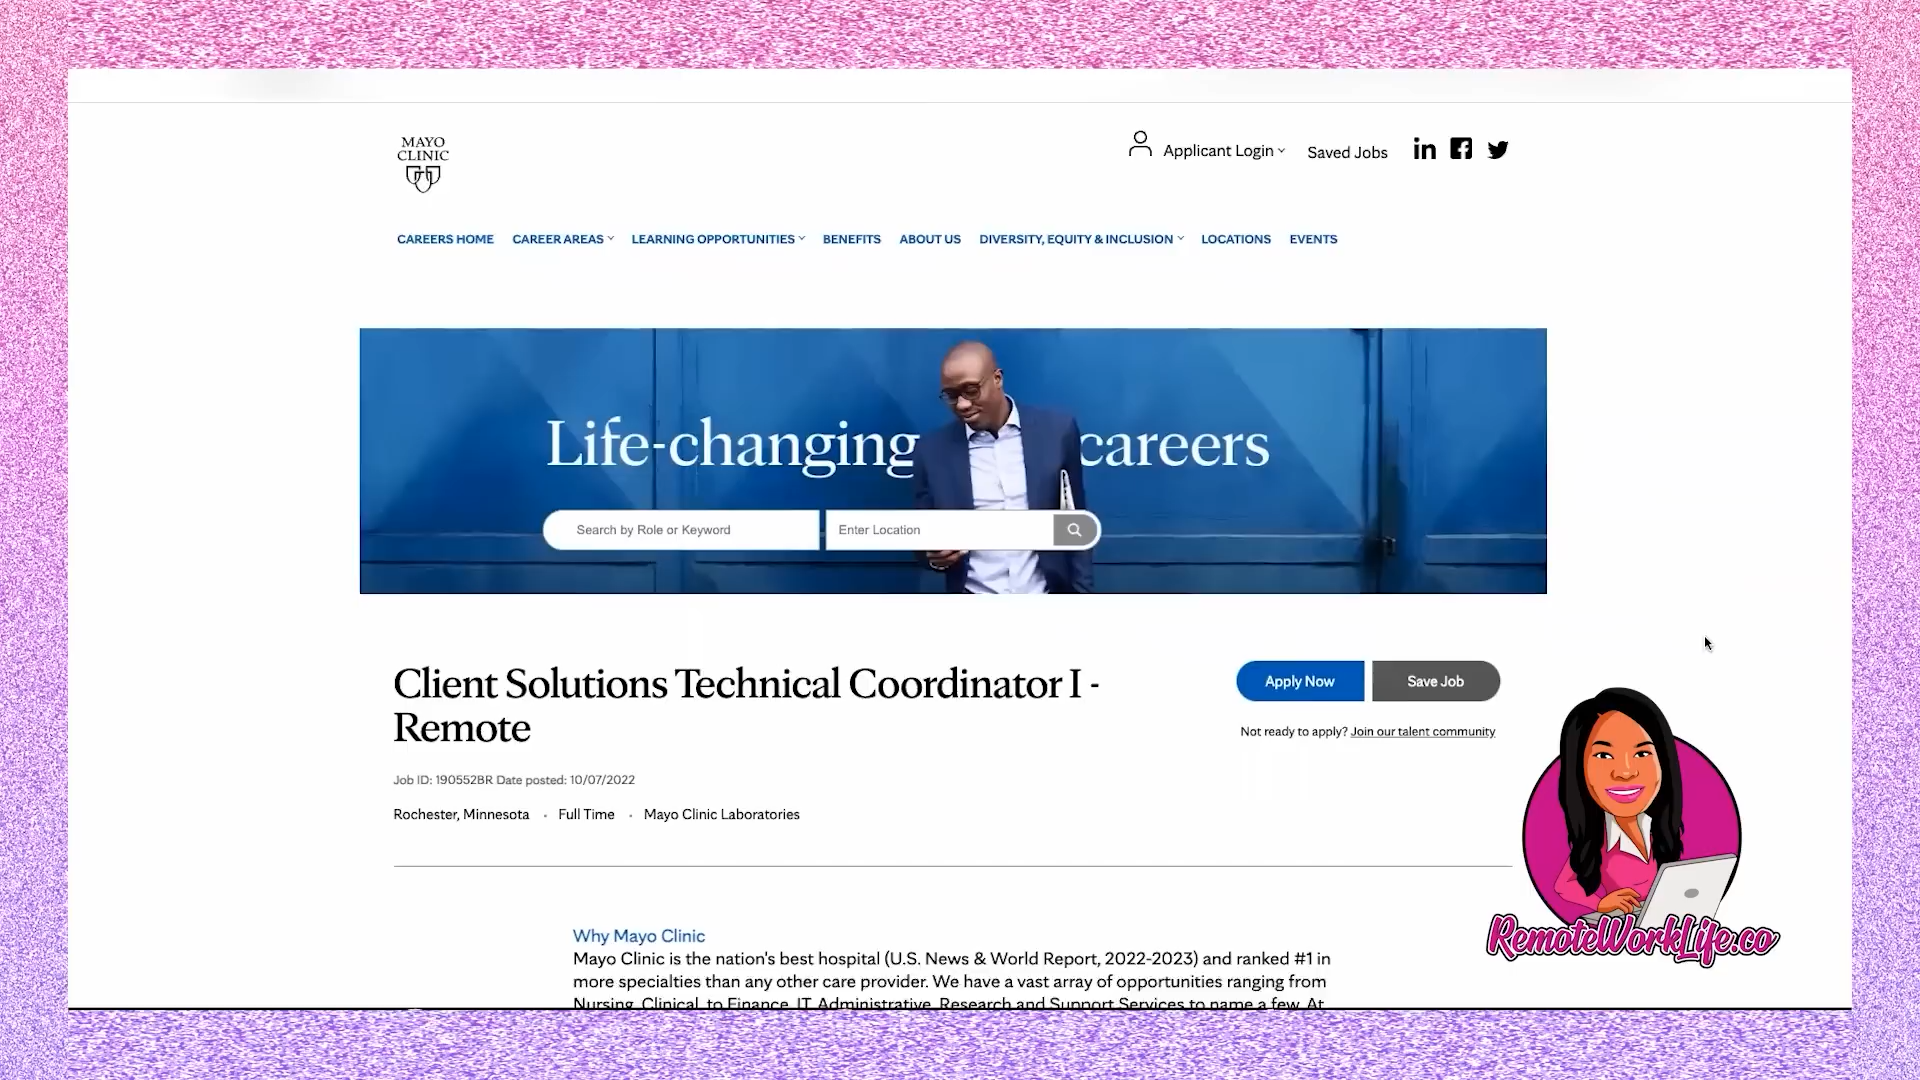 MAYO
CLINIC
Applicant Login
Saved Jobs
in
CAREERS HOME
CAREER AREAS
LEARNING OPPORTUNITIES
BENEFITS
ABOUT US
DIVERSITY, EQUITY & INCLUSION
LOCATIONS
EVENTS
Life-changing careers
Search by Role or Keyword
Enter Location
Client Solutions Technical Coordinator I -
Remote
Apply Now
Save Job
Not ready to apply? Join our talent community
Job ID: 190552BR Date posted: 10/07/2022
Rochester, Minnesota • Full Time • Mayo Clinic Laboratories
RemoteWorkLife.co
Why Mayo Clinic
Mayo Clinic is the nation's best hospital (U.S. News & World Report, 2022-2023) and ranked #1 in
more specialties than any other care provider. We have a vast array of opportunities ranging from
Nursing, Clinical, to Finance, IT, Administrative, Research and Support Services to name a few. At